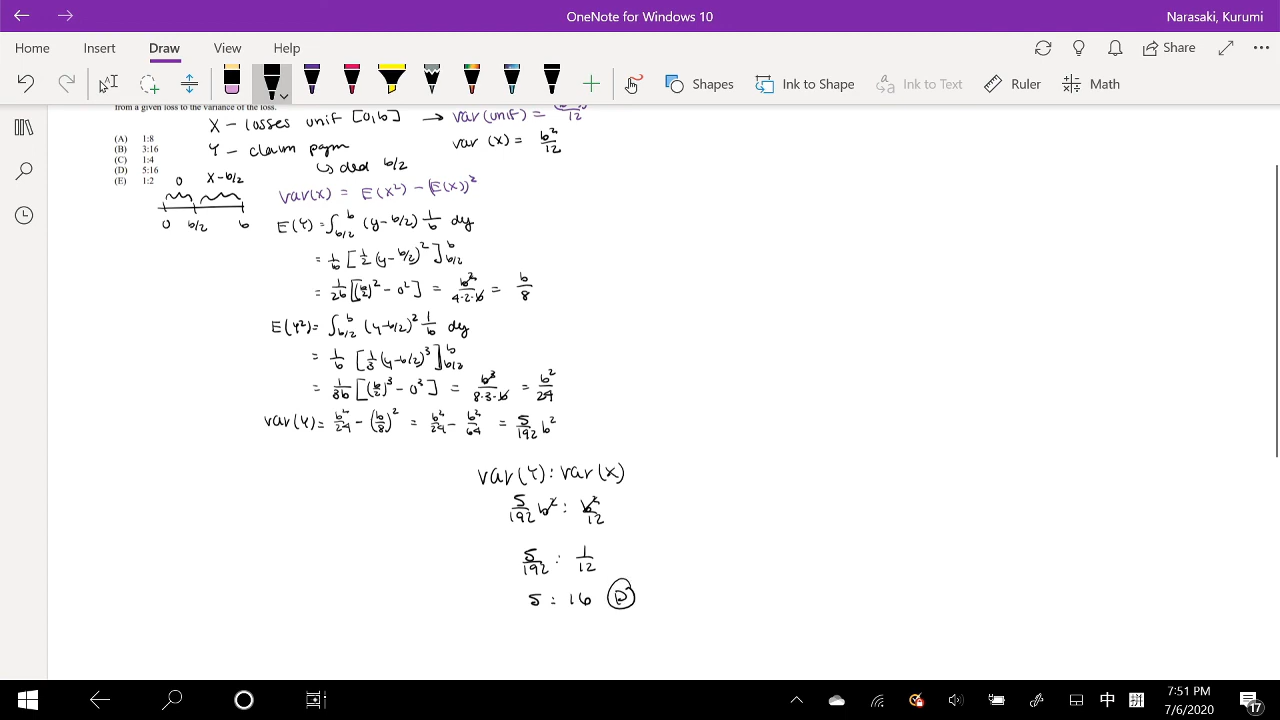 OneNote for Windows 10
Narasaki, Kurumi
Home Insert Draw View Help
Share
Shapes Ink to Shape Ink to Text Ruler Math
from a given loss to the variance of the loss.
(A) 1:8
(B) 3:16
(C) 1:4
(D) 5:16
(E) 1:2
X - losses unif [0,b] → var(unif) =
12
Y - claim paym
var (X) = b²/12
↳ ded b/2
0 X-b/2
0 b/2 b
Var(X) = E(X²) - (E(X))²
E(Y) = ∫_{b/2}^{b} (y-b/2) 1/b dy
= 1/b [1/2 (y-b/2)²]_{b/2}^{b}
= 1/2b [(b/2)² - 0²] = b²/4·2·b = b/8
E(Y²) = ∫_{b/2}^{b} (y-b/2)² 1/b dy
= 1/b [1/3 (y-b/2)³]_{b/2}^{b}
= 1/3b [(b/2)³ - 0³] = b³/8·3·b = b²/24
Var(Y) = b²/24 - (b/8)² = b²/24 - b²/64 = 5/192 b²
Var(Y) : Var(X)
5/192 b² : b²/12
5/192 : 1/12
5 : 16 D
中
7:51 PM
7/6/2020
17